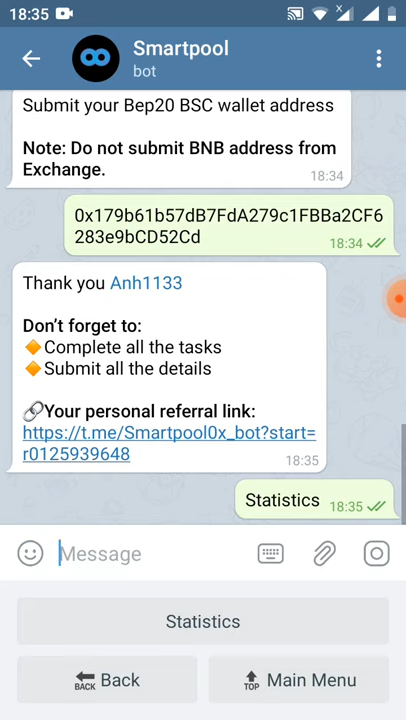 18:35
Smartpool
bot
Submit your Bep20 BSC wallet address
Note: Do not submit BNB address from
Exchange.
18:34
0x179b61b57dB7FdA279c1FBBa2CF6
283e9bCD52Cd
18:34
Thank you Anh1133
Don't forget to:
🔸Complete all the tasks
🔸Submit all the details
🔗Your personal referral link:
https://t.me/Smartpool0x_bot?start=
r0125939648
18:35
Statistics 18:35
Message
Statistics
BACK Back
TOP Main Menu